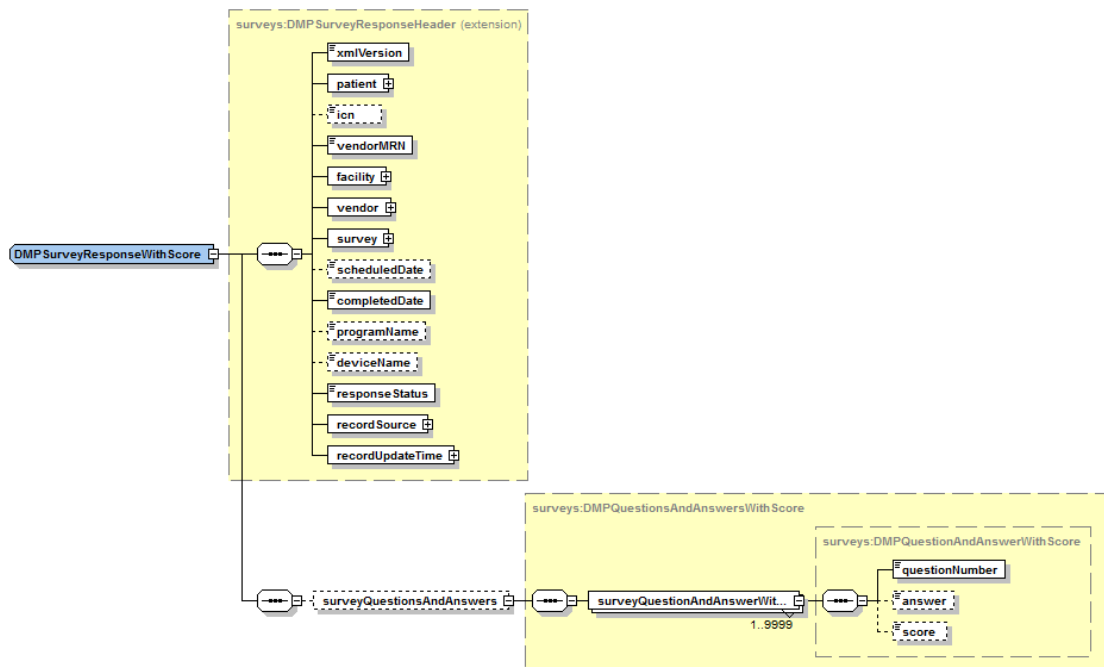 surveys:DMPSurveyResponseHeader (extension)
xmlVersion
patient
icn
vendorMRN
facility
vendor
survey
DMPSurveyResponseWithScore
scheduledDate
completedDate
programName
deviceName
responseStatus
recordSource
recordUpdateTime
surveys:DMPQuestionsAndAnswersWithScore
surveys:DMPQuestionAndAnswerWithScore
questionNumber
surveyQuestionsAndAnswers
surveyQuestionAndAnswerWit...
answer
1..9999
score